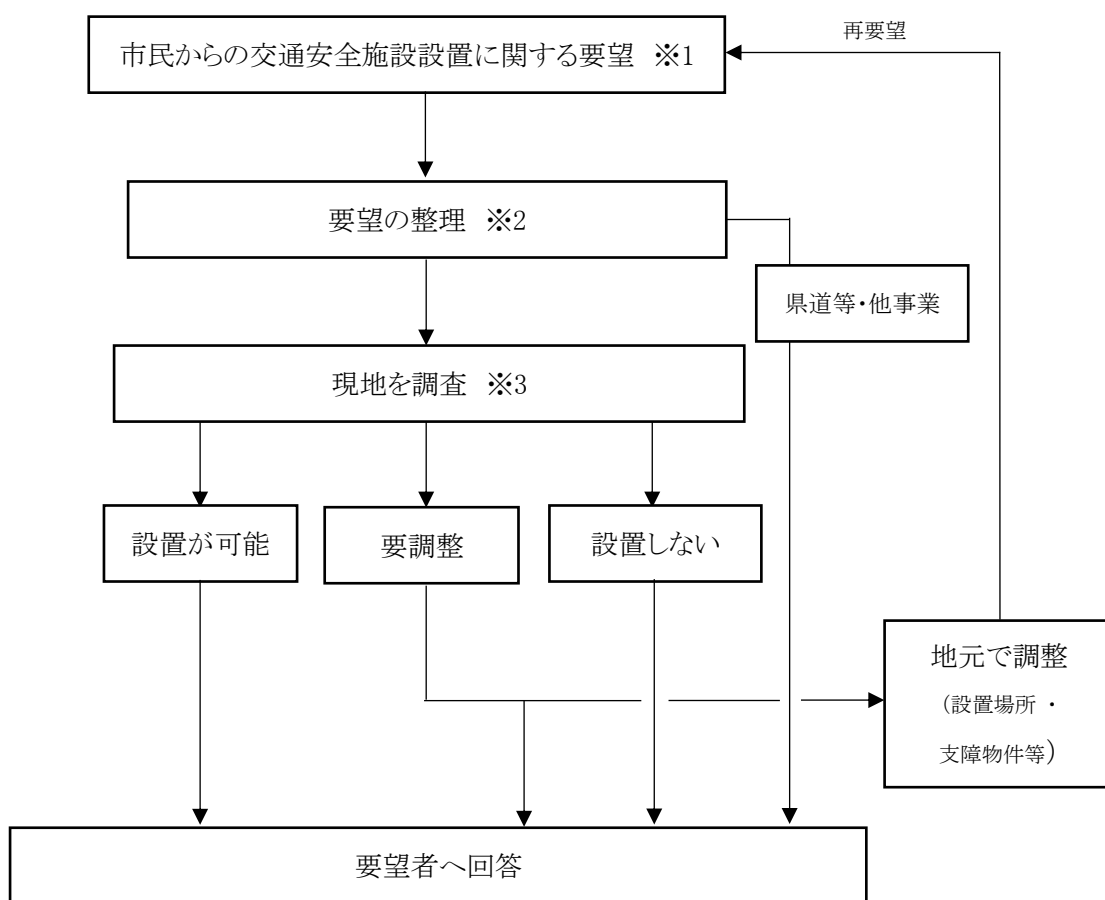 市民からの交通安全施設設置に関する要望 ※1
再要望
要望の整理 ※2
県道等・他事業
現地を調査 ※3
設置が可能
要調整
設置しない
地元で調整
(設置場所 ・
支障物件等)
要望者へ回答